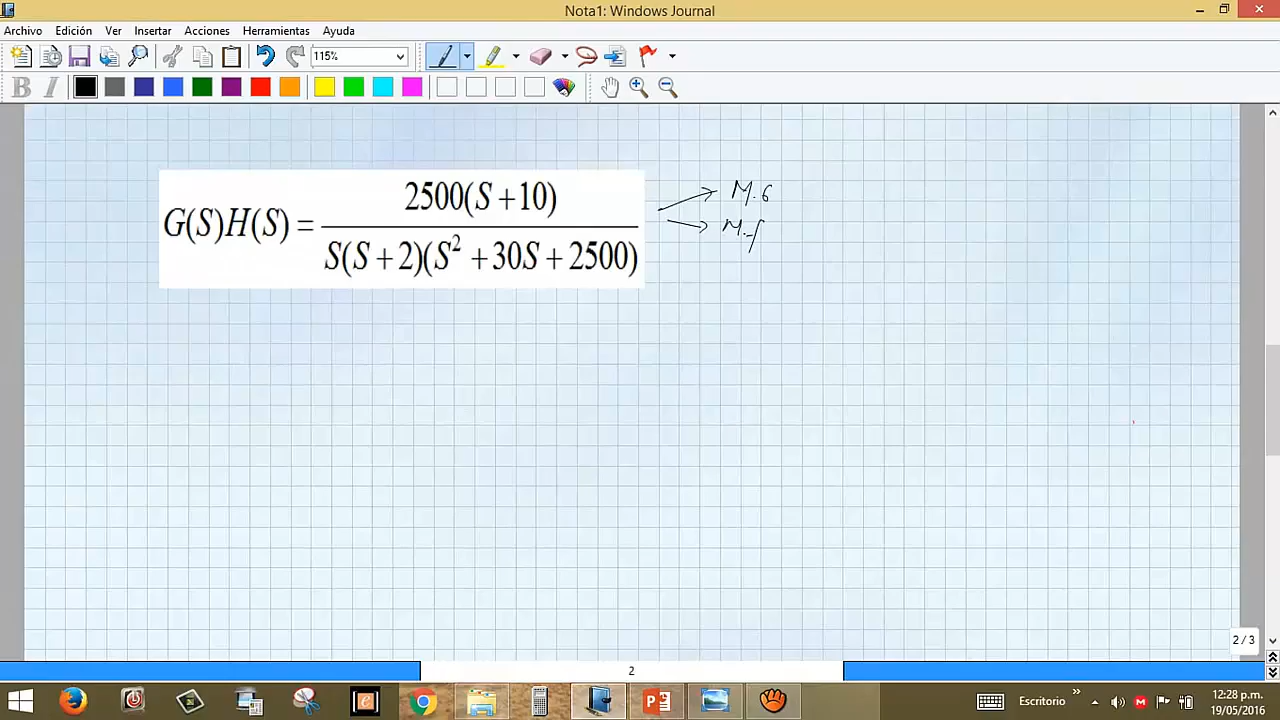 Nota1: Windows Journal
Archivo Edición Ver Insertar Acciones Herramientas Ayuda
115%
B I
G(S)H(S) = 2500(S+10) / S(S+2)(S² +30S+2500)
M.G
M.f
2 / 3
2
Escritorio
12:28 p.m.
19/05/2016